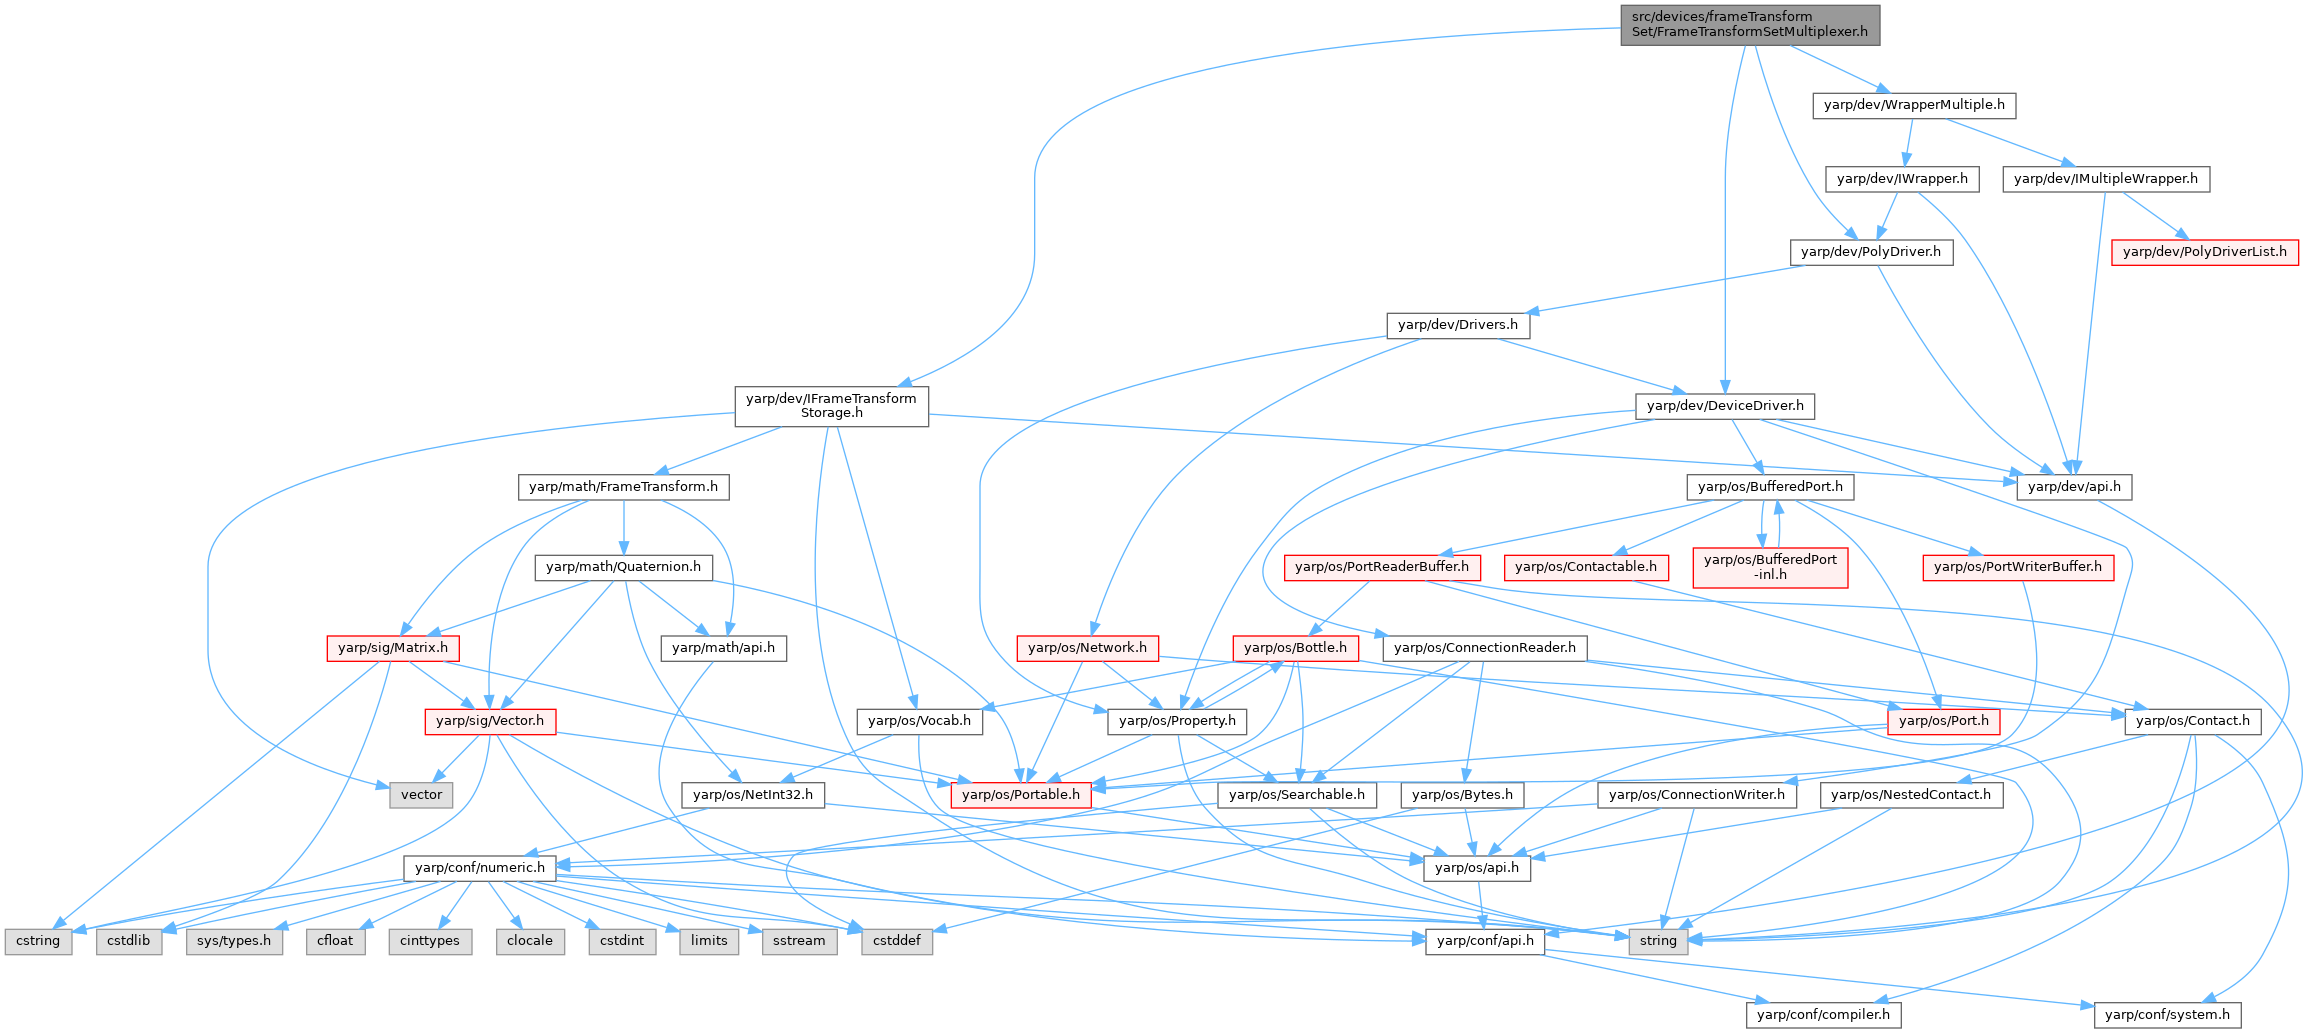 src/devices/frameTransform
Set/FrameTransformSetMultiplexer.h
yarp/dev/WrapperMultiple.h
yarp/dev/IWrapper.h
yarp/dev/IMultipleWrapper.h
yarp/dev/PolyDriver.h
yarp/dev/PolyDriverList.h
yarp/dev/Drivers.h
yarp/dev/IFrameTransform
Storage.h
yarp/dev/DeviceDriver.h
yarp/math/FrameTransform.h
yarp/os/BufferedPort.h
yarp/dev/api.h
yarp/math/Quaternion.h
yarp/os/PortReaderBuffer.h
yarp/os/Contactable.h
yarp/os/BufferedPort
-inl.h
yarp/os/PortWriterBuffer.h
yarp/sig/Matrix.h
yarp/math/api.h
yarp/os/Network.h
yarp/os/Bottle.h
yarp/os/ConnectionReader.h
yarp/sig/Vector.h
yarp/os/Vocab.h
yarp/os/Property.h
yarp/os/Port.h
yarp/os/Contact.h
vector
yarp/os/NetInt32.h
yarp/os/Portable.h
yarp/os/Searchable.h
yarp/os/Bytes.h
yarp/os/ConnectionWriter.h
yarp/os/NestedContact.h
yarp/conf/numeric.h
yarp/os/api.h
cstring
cstdlib
sys/types.h
cfloat
cinttypes
clocale
cstdint
limits
sstream
cstddef
yarp/conf/api.h
string
yarp/conf/compiler.h
yarp/conf/system.h